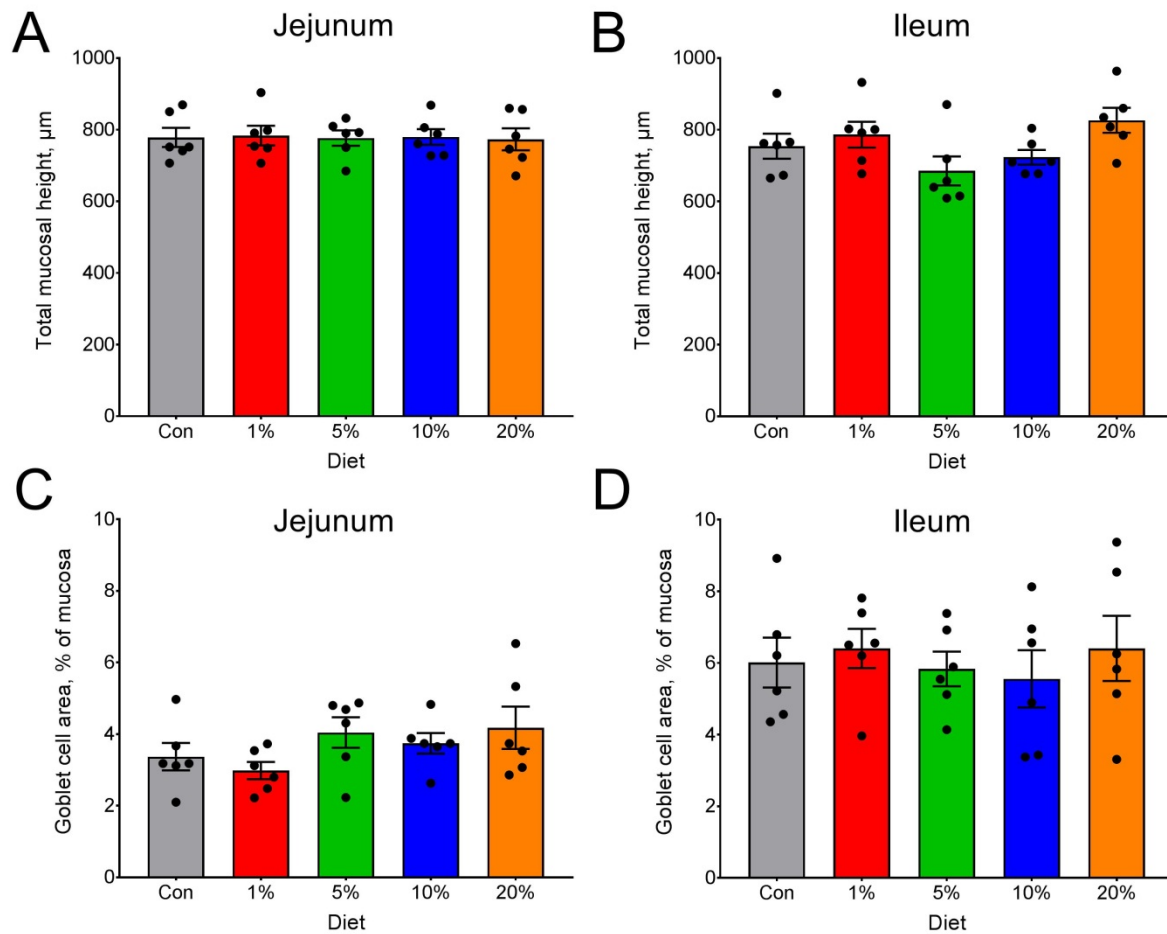 A
Jejunum
Total mucosal height, µm
1000
800
600
400
200
0
Con 1% 5% 10% 20%
Diet
B
Ileum
Total mucosal height, µm
1000
800
600
400
200
0
Con 1% 5% 10% 20%
Diet
C
Jejunum
Goblet cell area, % of mucosa
10
8
6
4
2
0
Con 1% 5% 10% 20%
Diet
D
Ileum
Goblet cell area, % of mucosa
10
8
6
4
2
0
Con 1% 5% 10% 20%
Diet